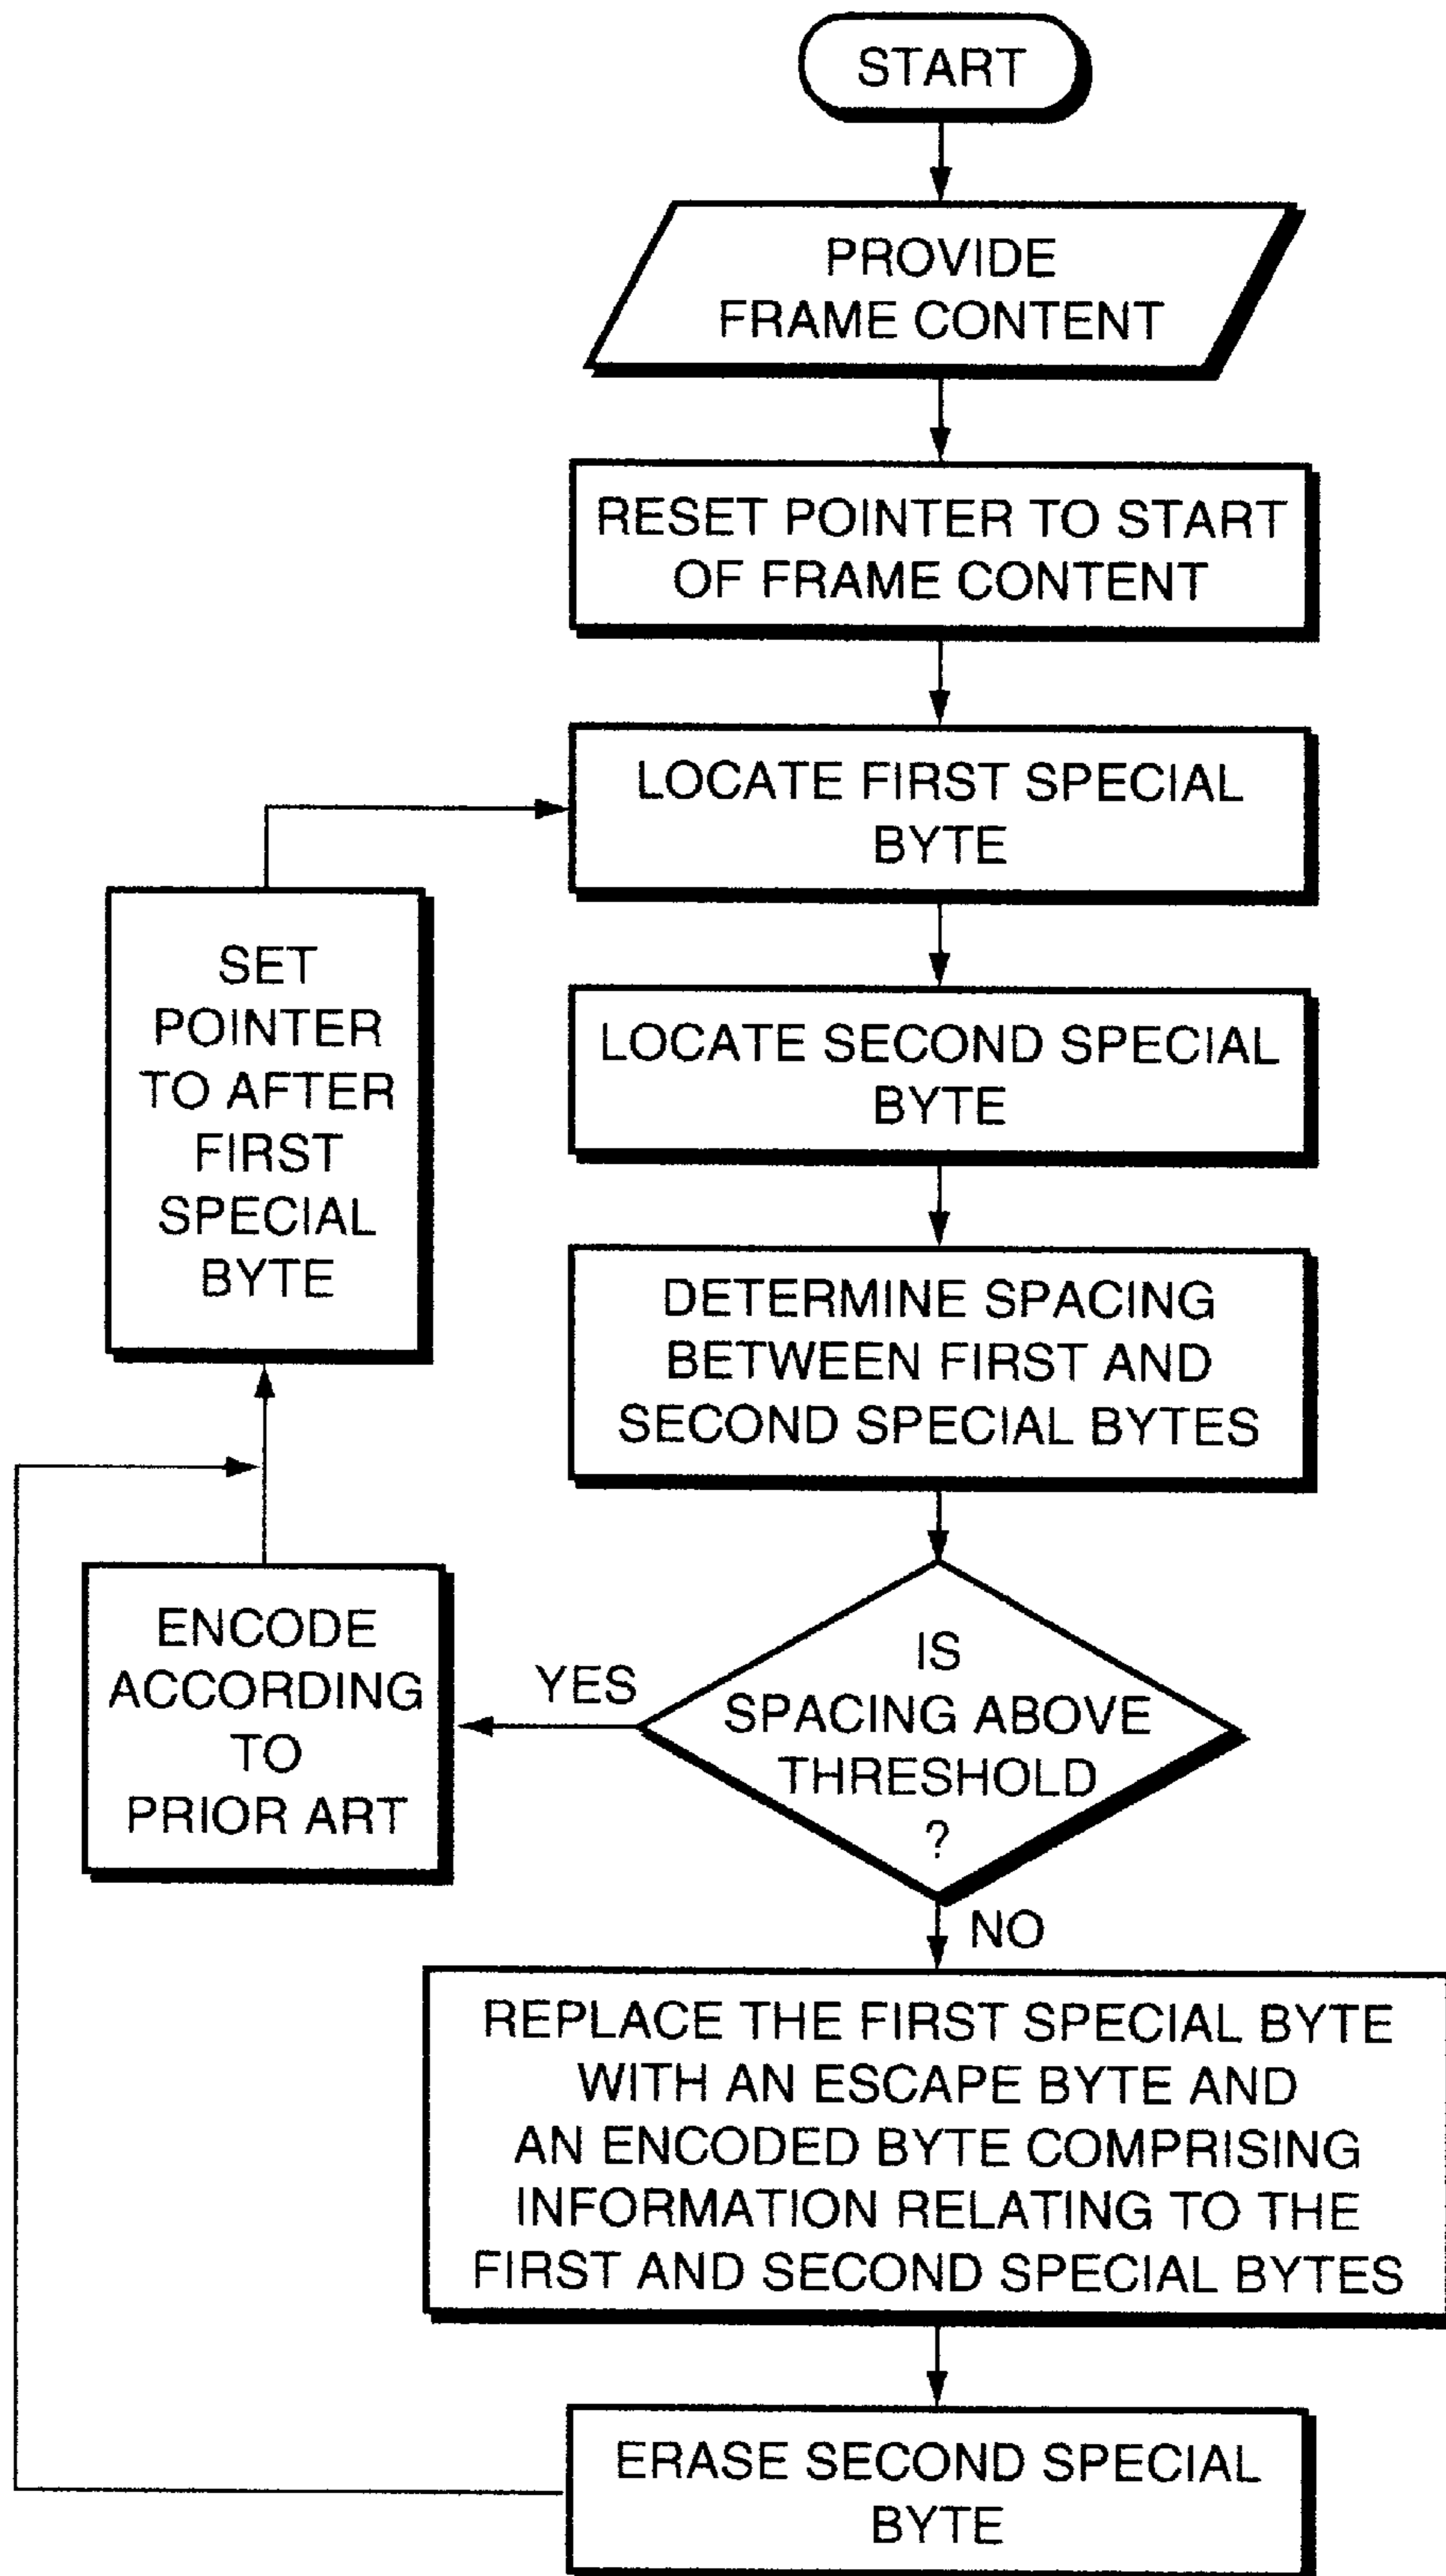 START
PROVIDE
FRAME CONTENT
RESET POINTER TO START
OF FRAME CONTENT
LOCATE FIRST SPECIAL
BYTE
SET
POINTER
TO AFTER
FIRST
SPECIAL
BYTE
LOCATE SECOND SPECIAL
BYTE
DETERMINE SPACING
BETWEEN FIRST AND
SECOND SPECIAL BYTES
ENCODE
ACCORDING
TO
PRIOR ART
YES
IS
SPACING ABOVE
THRESHOLD
?
NO
REPLACE THE FIRST SPECIAL BYTE
WITH AN ESCAPE BYTE AND
AN ENCODED BYTE COMPRISING
INFORMATION RELATING TO THE
FIRST AND SECOND SPECIAL BYTES
ERASE SECOND SPECIAL
BYTE